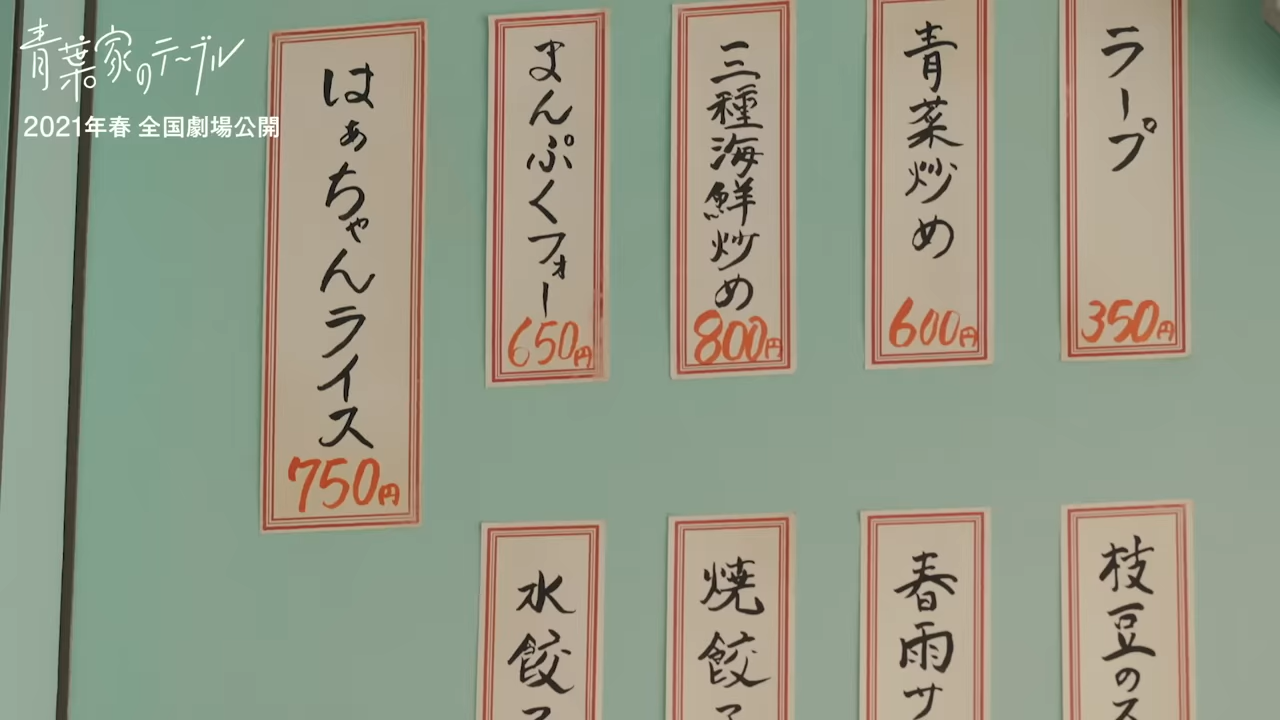 青葉家のテーブル
2021年春 全国劇場公開
はぁちゃんライス
750円
まんぷくフォー
650円
三種海鮮炒め
800円
青菜炒め
600円
ラープ
350円
水餃
焼餃
春雨サ
枝豆のス